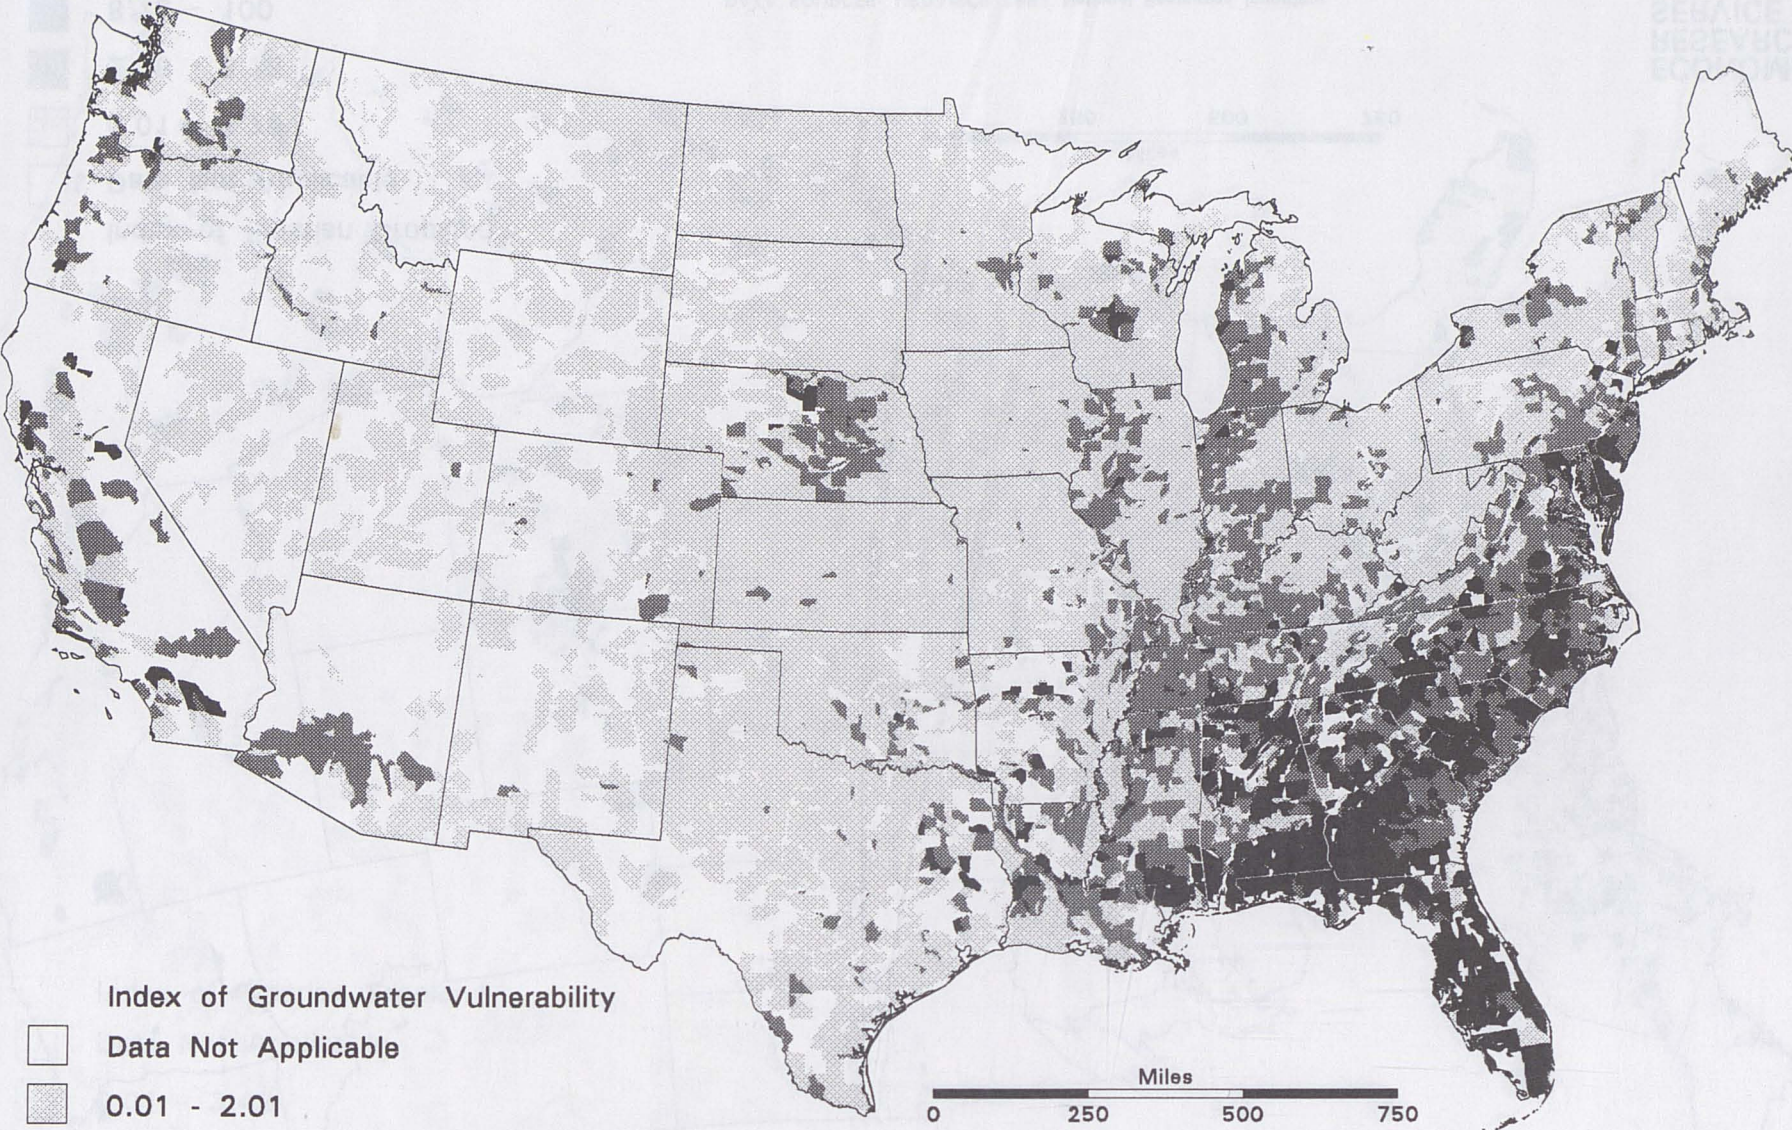 Index of Groundwater Vulnerability
Data Not Applicable
0.01 - 2.01
Miles
0 250 500 750